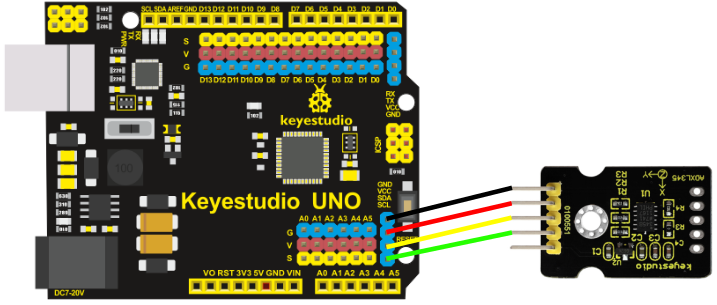 SCL SDA AREF GND D13 D12 D11 D10 D9 D8
D7 D6 D5 D4 D3 D2 D1 D0
RX
TX
PWR
S
V
G
D13 D12 D11 D10 D9 D8 D7 D6 D5 D4 D3 D2 D1 D0
RX
TX
VCC
GND
keyestudio
ICSP
100
Keyestudio UNO
GND
VCC
SDA
SCL
A0 A1 A2 A3 A4 A5
G
V
S
RESET
DC7-20V
VO RST 3V3 5V GND VIN
A0 A1 A2 A3 A4 A5
0100551
R3
R2
R1
U1
X
Y
Z
ADXL345
R4
C4
C1
U2
C2
C3
keyestudio